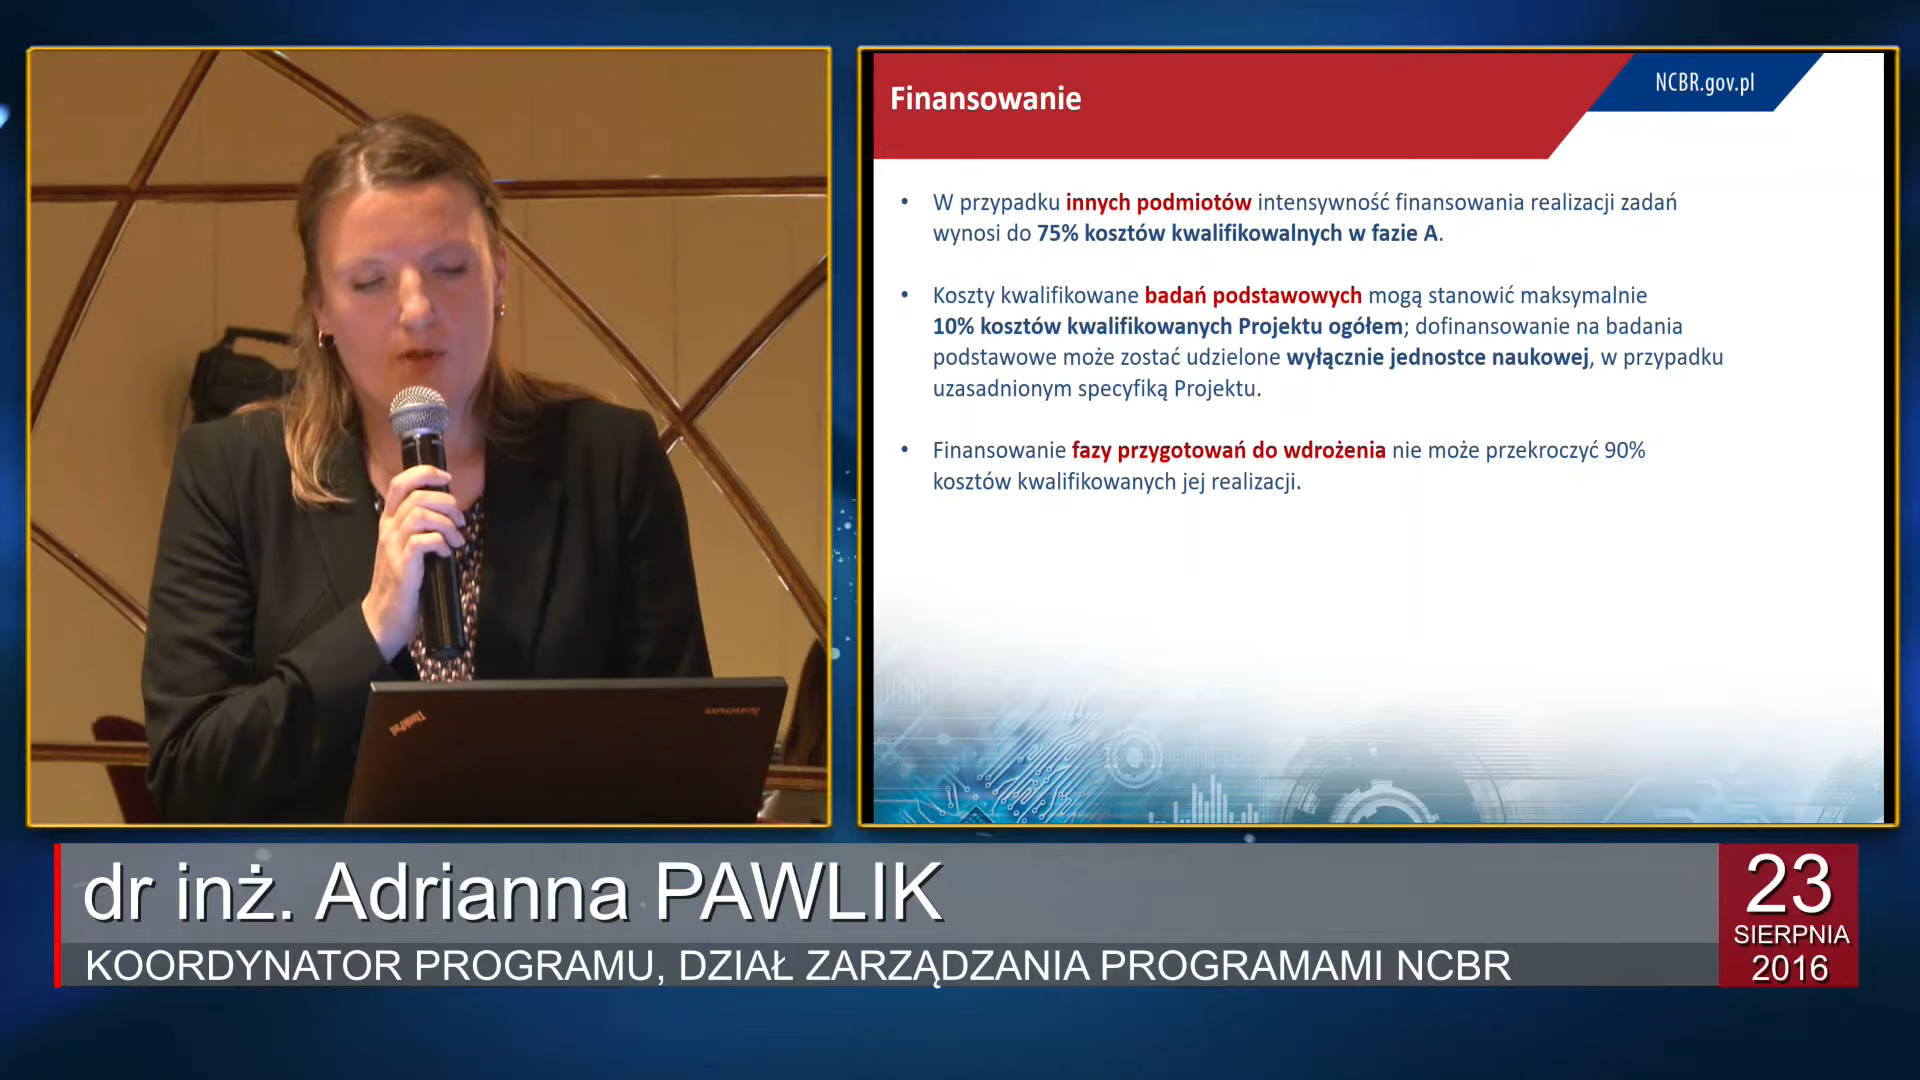 NCBR.gov.pl
Finansowanie
• W przypadku innych podmiotów intensywność finansowania realizacji zadań
wynosi do 75% kosztów kwalifikowalnych w fazie A.
• Koszty kwalifikowane badań podstawowych mogą stanowić maksymalnie
10% kosztów kwalifikowanych Projektu ogółem; dofinansowanie na badania
podstawowe może zostać udzielone wyłącznie jednostce naukowej, w przypadku
uzasadnionym specyfiką Projektu.
• Finansowanie fazy przygotowań do wdrożenia nie może przekroczyć 90%
kosztów kwalifikowanych jej realizacji.
ThinkPad
lenovo
dr inż. Adrianna PAWLIK
KOORDYNATOR PROGRAMU, DZIAŁ ZARZĄDZANIA PROGRAMAMI NCBR
23
SIERPNIA
2016